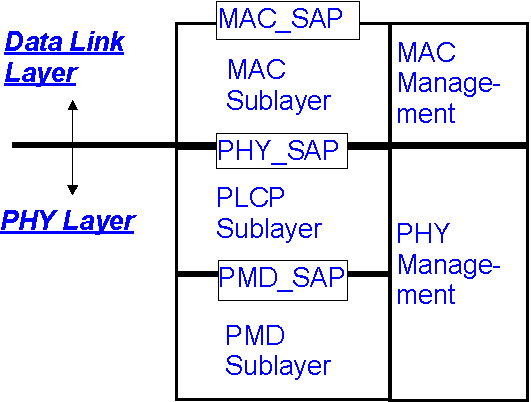 MAC_SAP
Data Link
Layer
MAC
Sublayer
MAC
Manage-
ment
PHY_SAP
PHY Layer
PLCP
Sublayer
PHY
Manage-
ment
PMD_SAP
PMD
Sublayer